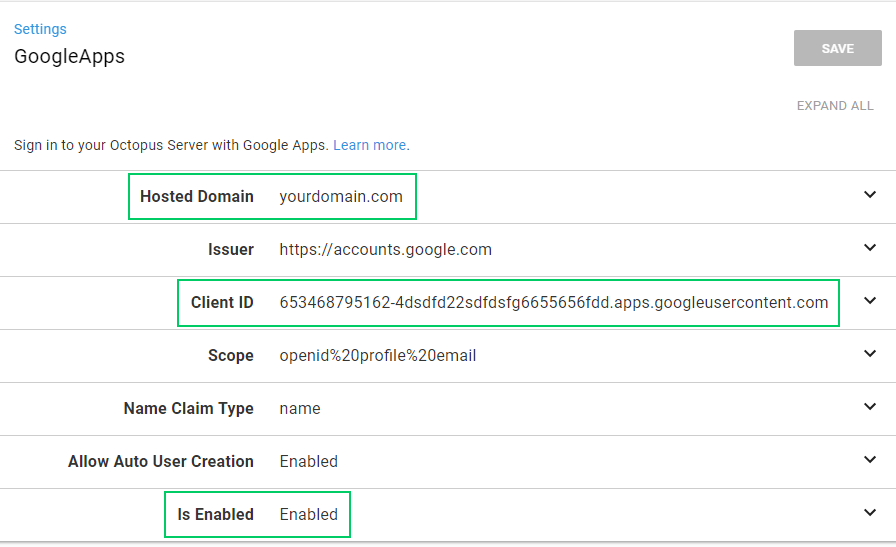 Settings
GoogleApps
SAVE
EXPAND ALL
Sign in to your Octopus Server with Google Apps. Learn more.
Hosted Domain yourdomain.com
Issuer https://accounts.google.com
Client ID 653468795162-4dsdfd22sdfdsfg6655656fdd.apps.googleusercontent.com
Scope openid%20profile%20email
Name Claim Type name
Allow Auto User Creation Enabled
Is Enabled Enabled